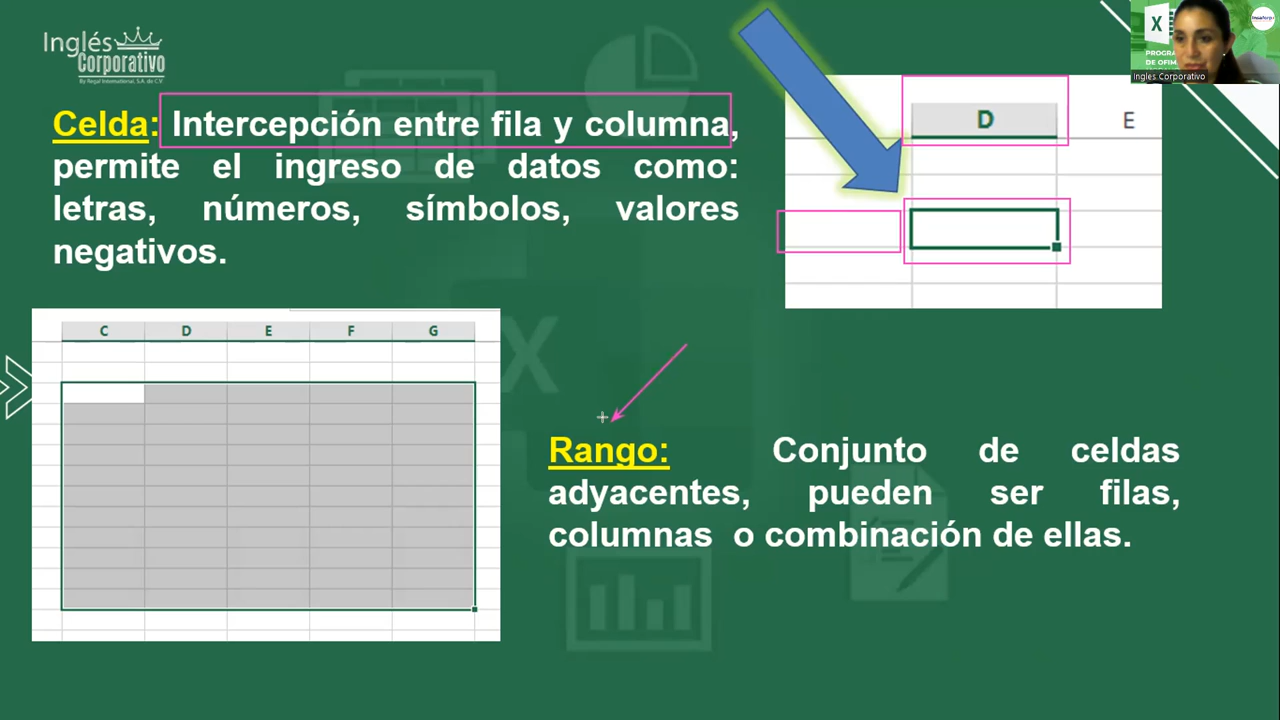 Inglés
Corporativo
By Regal International, S.A. de C.V
Celda: Intercepción entre fila y columna,
permite el ingreso de datos como:
letras, números, símbolos, valores
negativos.
D E
X
PROGRA
DE OFIM
Ingles Corporativo
C D E F G
Rango: Conjunto de celdas
adyacentes, pueden ser filas,
columnas o combinación de ellas.